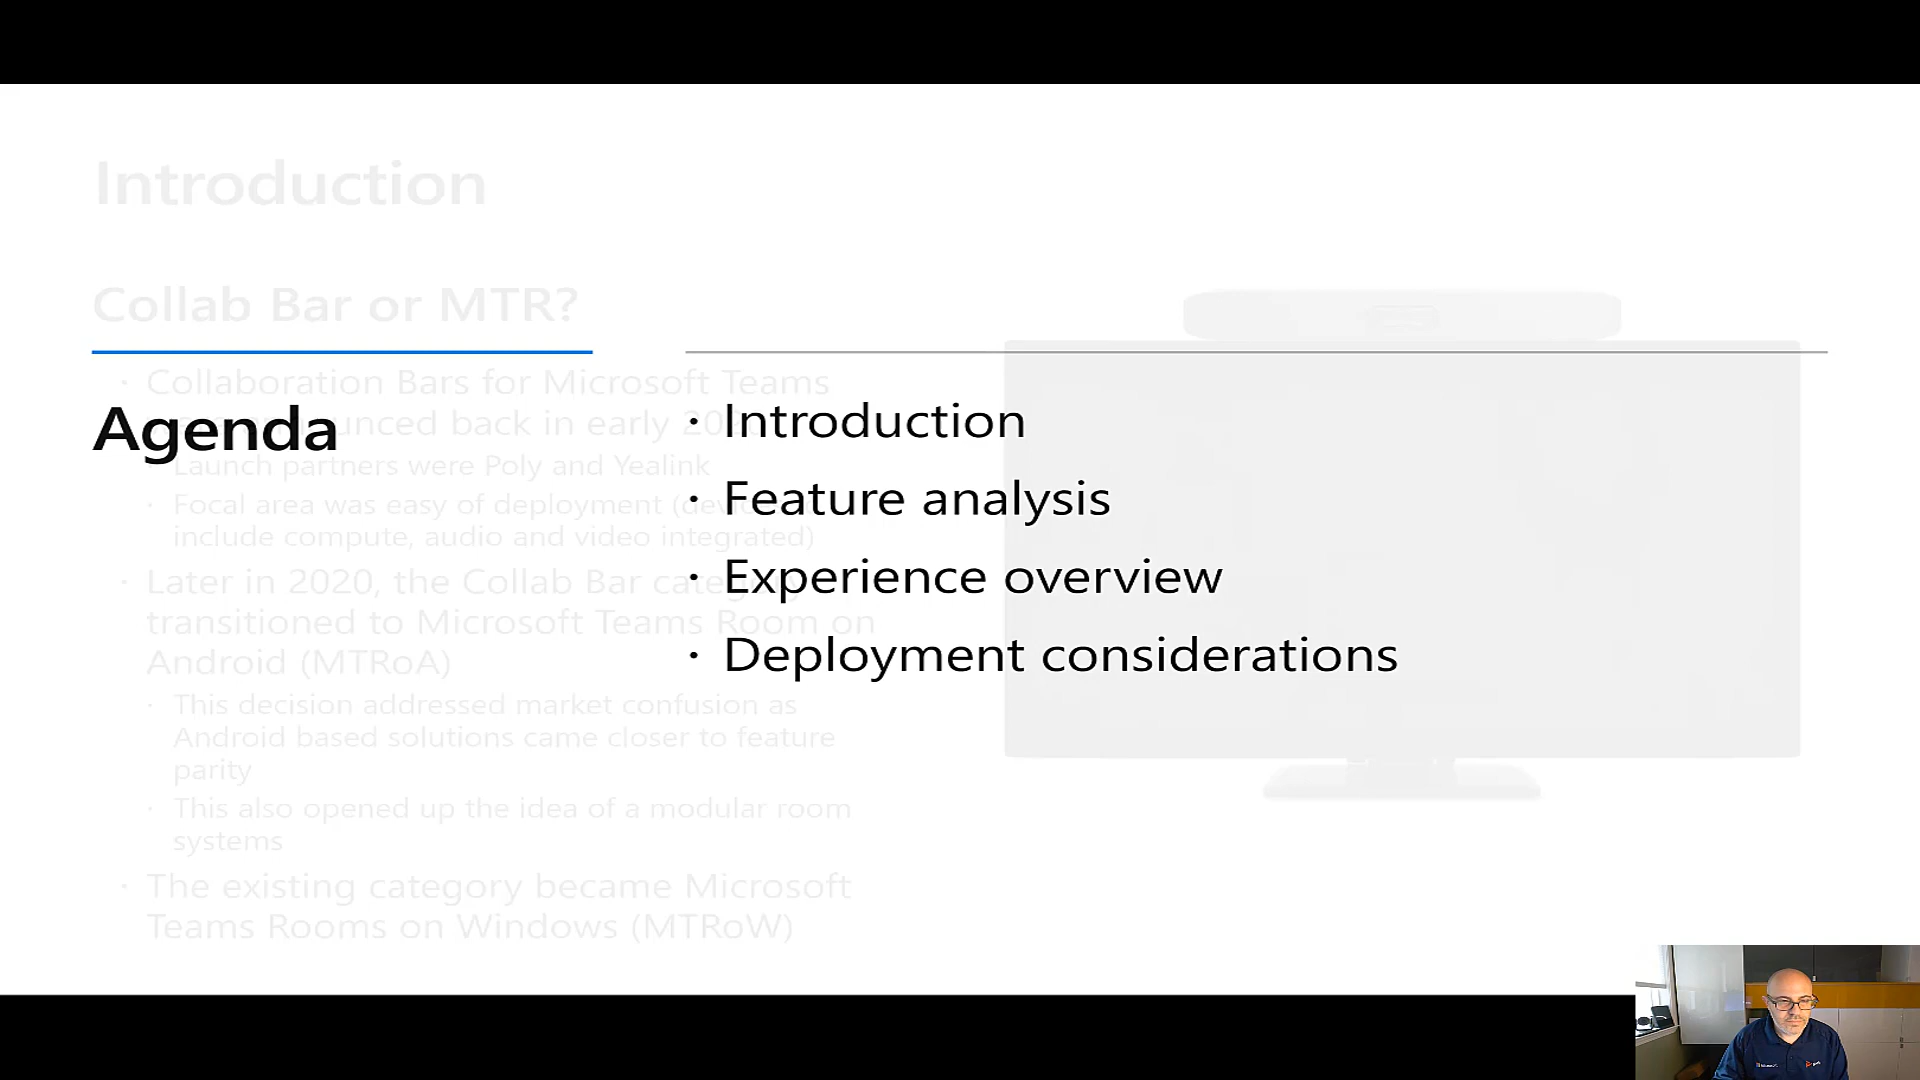 Introduction
Collab Bar or MTR?
· Collaboration Bars for Microsoft Teams
announced back in early 20
Launch partners were Poly and Yealink
· Focal area was easy of deployment
include compute, audio and video integrated)
· Later in 2020, the Collab Bar category
transitioned to Microsoft Teams Room on
Android (MTRoA)
· This decision addressed market confusion as
Android based solutions came closer to feature
parity
· This also opened up the idea of a modular room
systems
· The existing category became Microsoft
Teams Rooms on Windows (MTRoW)
Agenda
· Introduction
· Feature analysis
· Experience overview
· Deployment considerations